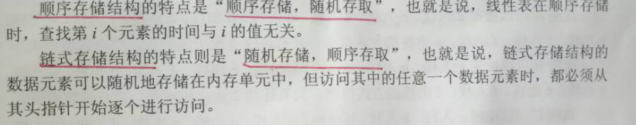 顺序存储结构的特点是“顺序存储，随机存取”，也就是说，线性表在顺序存储
时，查找第 i 个元素的时间与 i 的值无关。
链式存储结构的特点则是“随机存储，顺序存取”，也就是说，链式存储结构的
数据元素可以随机地存储在内存单元中，但访问其中的任意一个数据元素时，都必须从
其头指针开始逐个进行访问。